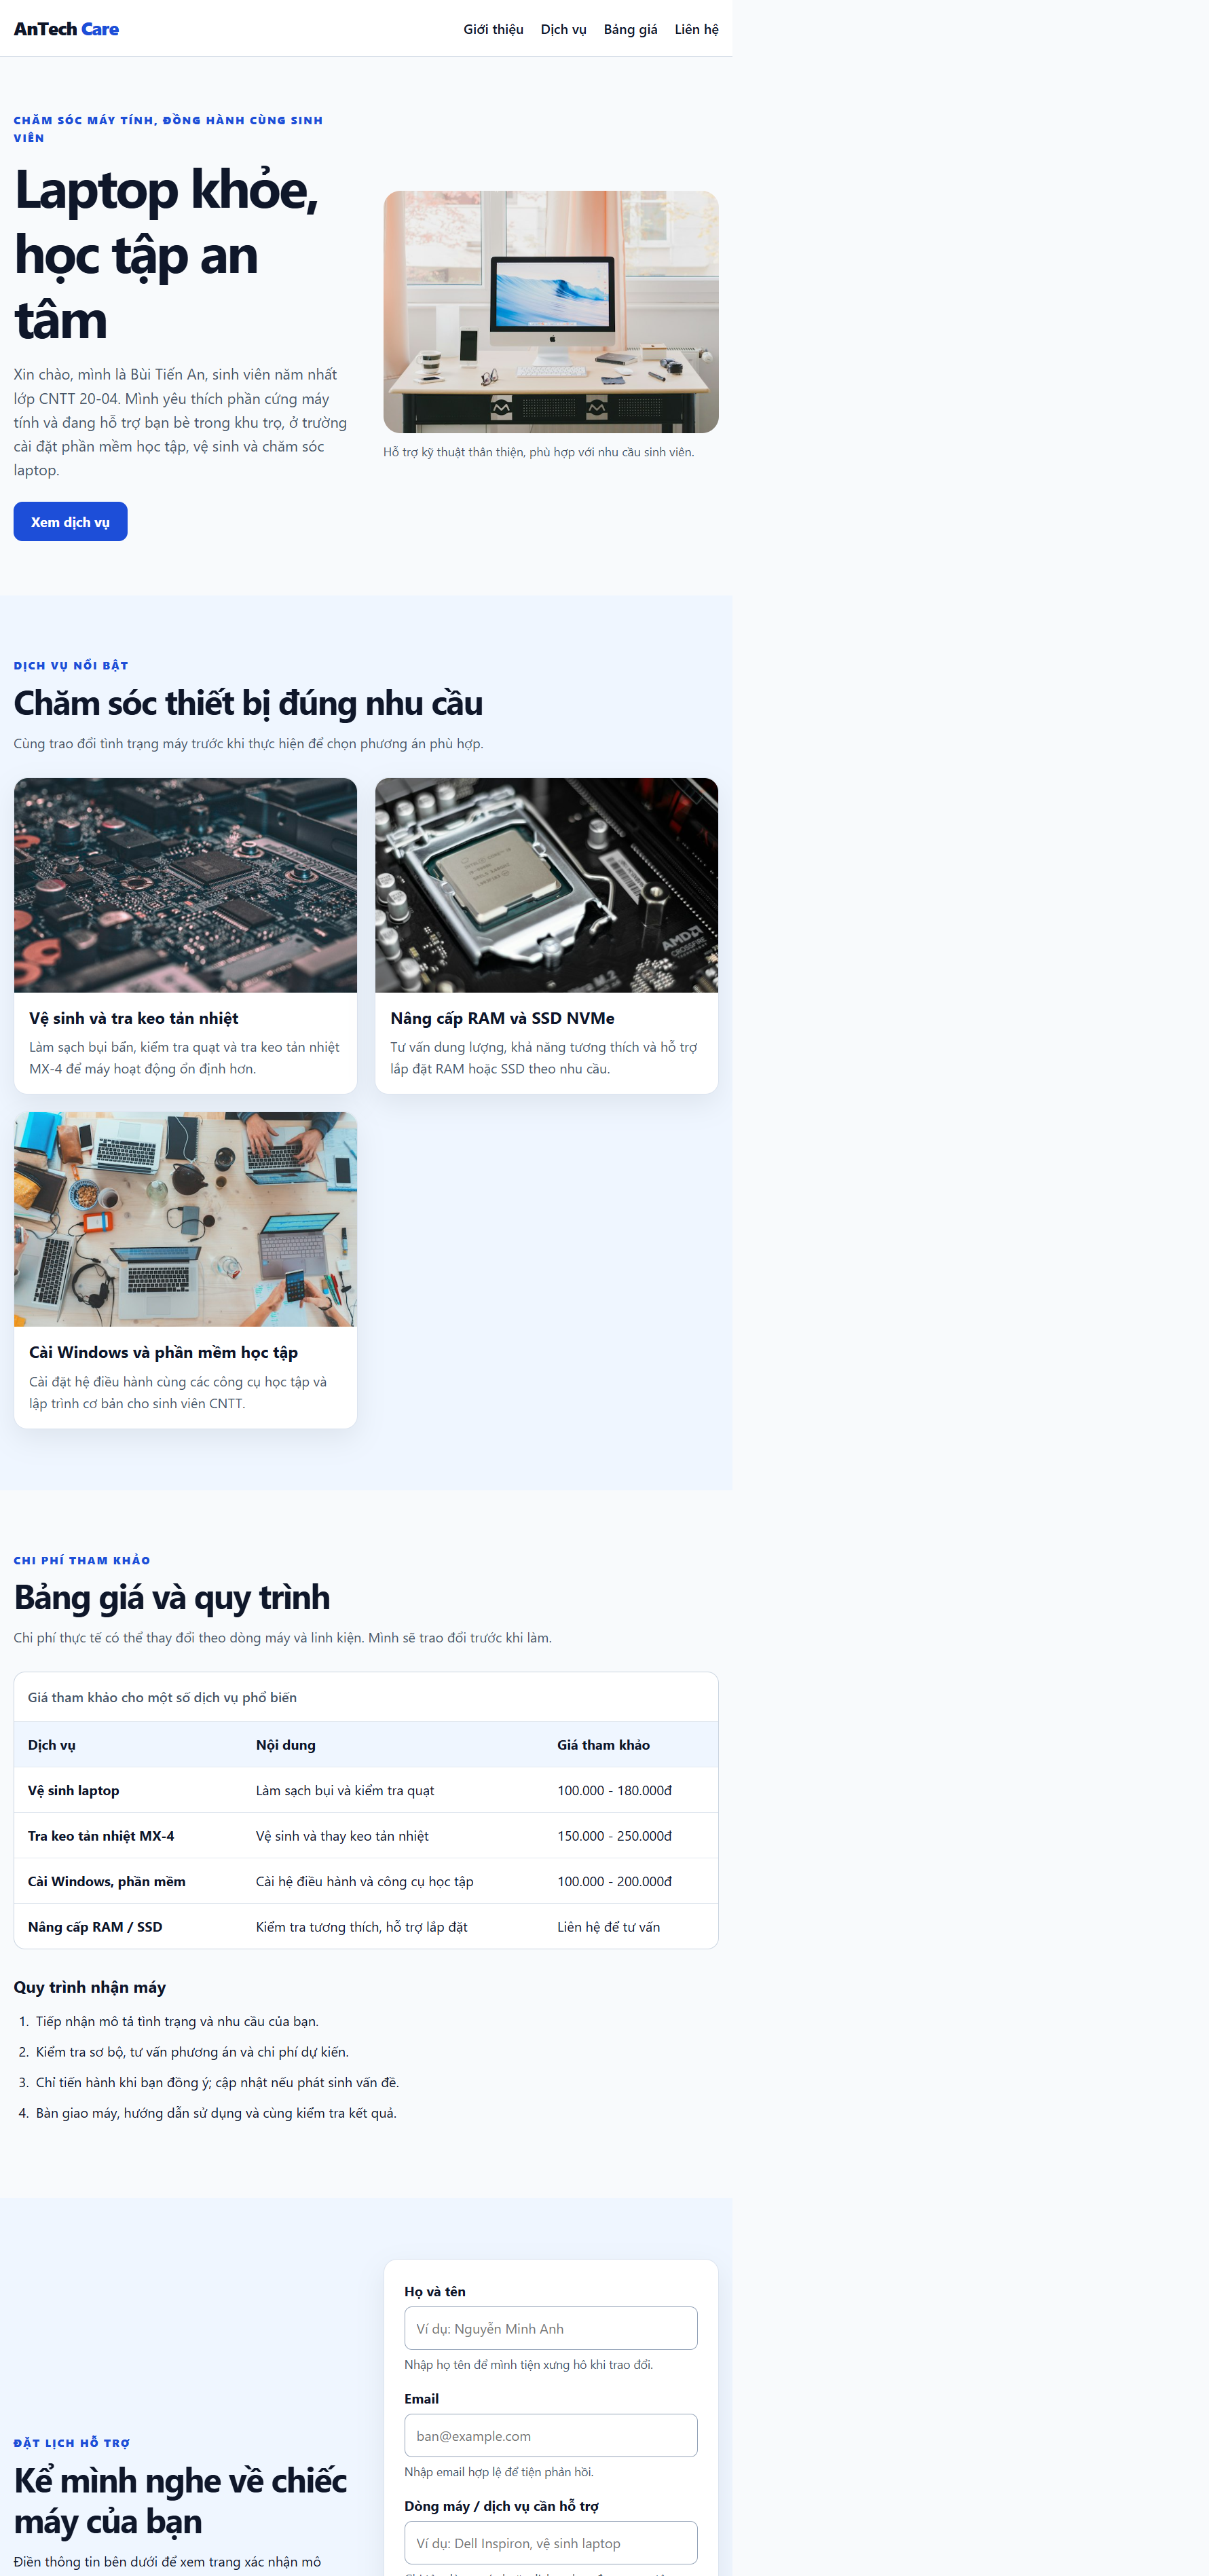 AnTech Care
Giới thiệu Dịch vụ Bảng giá Liên hệ
CHĂM SÓC MÁY TÍNH, ĐỒNG HÀNH CÙNG SINH
VIÊN
Laptop khỏe,
học tập an
tâm
Xin chào, mình là Bùi Tiến An, sinh viên năm nhất
lớp CNTT 20-04. Mình yêu thích phần cứng máy
tính và đang hỗ trợ bạn bè trong khu trọ, ở trường
cài đặt phần mềm học tập, vệ sinh và chăm sóc
laptop.
Xem dịch vụ
Hỗ trợ kỹ thuật thân thiện, phù hợp với nhu cầu sinh viên.
DỊCH VỤ NỔI BẬT
Chăm sóc thiết bị đúng nhu cầu
Cùng trao đổi tình trạng máy trước khi thực hiện để chọn phương án phù hợp.
AMD
CROSSFIRE
Vệ sinh và tra keo tản nhiệt
Làm sạch bụi bẩn, kiểm tra quạt và tra keo tản nhiệt
MX-4 để máy hoạt động ổn định hơn.
Nâng cấp RAM và SSD NVMe
Tư vấn dung lượng, khả năng tương thích và hỗ trợ
lắp đặt RAM hoặc SSD theo nhu cầu.
Cài Windows và phần mềm học tập
Cài đặt hệ điều hành cùng các công cụ học tập và
lập trình cơ bản cho sinh viên CNTT.
CHI PHÍ THAM KHẢO
Bảng giá và quy trình
Chi phí thực tế có thể thay đổi theo dòng máy và linh kiện. Mình sẽ trao đổi trước khi làm.
Giá tham khảo cho một số dịch vụ phổ biến
Dịch vụ Nội dung Giá tham khảo
Vệ sinh laptop Làm sạch bụi và kiểm tra quạt 100.000 - 180.000đ
Tra keo tản nhiệt MX-4 Vệ sinh và thay keo tản nhiệt 150.000 - 250.000đ
Cài Windows, phần mềm Cài hệ điều hành và công cụ học tập 100.000 - 200.000đ
Nâng cấp RAM / SSD Kiểm tra tương thích, hỗ trợ lắp đặt Liên hệ để tư vấn
Quy trình nhận máy
1. Tiếp nhận mô tả tình trạng và nhu cầu của bạn.
2. Kiểm tra sơ bộ, tư vấn phương án và chi phí dự kiến.
3. Chỉ tiến hành khi bạn đồng ý; cập nhật nếu phát sinh vấn đề.
4. Bàn giao máy, hướng dẫn sử dụng và cùng kiểm tra kết quả.
ĐẶT LỊCH HỖ TRỢ
Kể mình nghe về chiếc
máy của bạn
Điền thông tin bên dưới để xem trang xác nhận mô
Họ và tên
Ví dụ: Nguyễn Minh Anh
Nhập họ tên để mình tiện xưng hô khi trao đổi.
Email
ban@example.com
Nhập email hợp lệ để tiện phản hồi.
Dòng máy / dịch vụ cần hỗ trợ
Ví dụ: Dell Inspiron, vệ sinh laptop